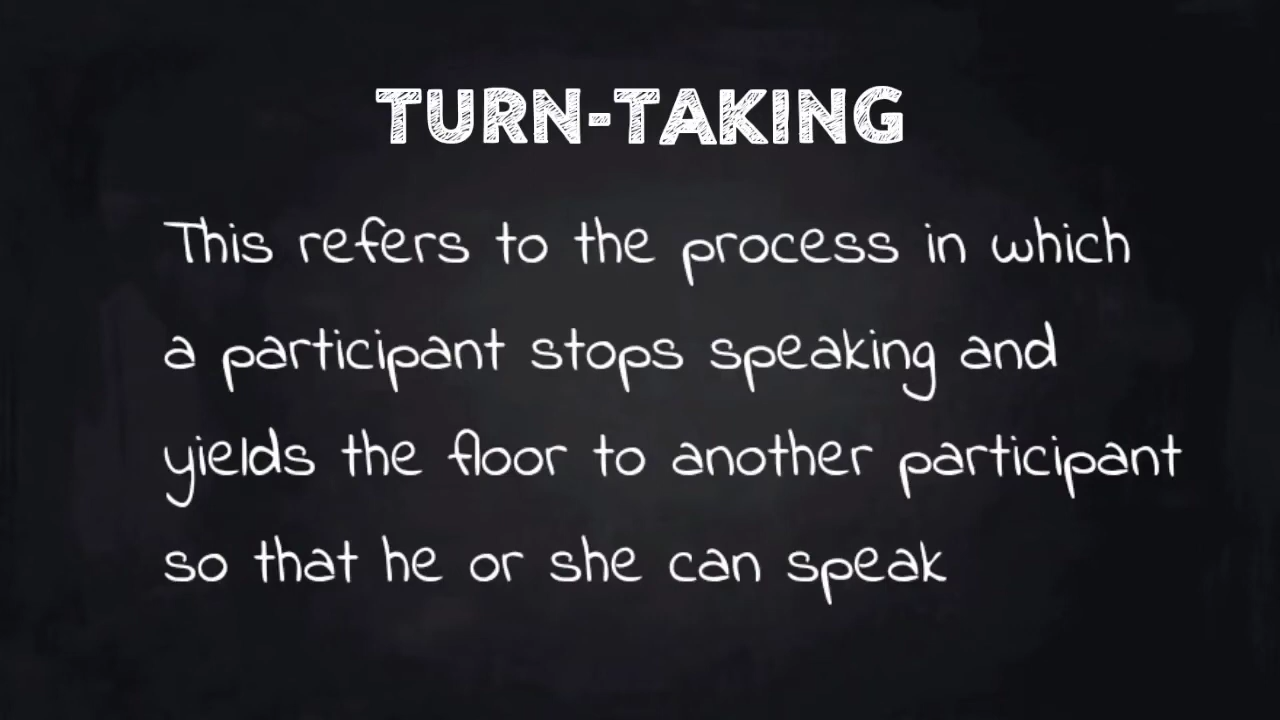 TURN-TAKING
This refers to the process in which
a participant stops speaking and
yields the floor to another participant
so that he or she can speak